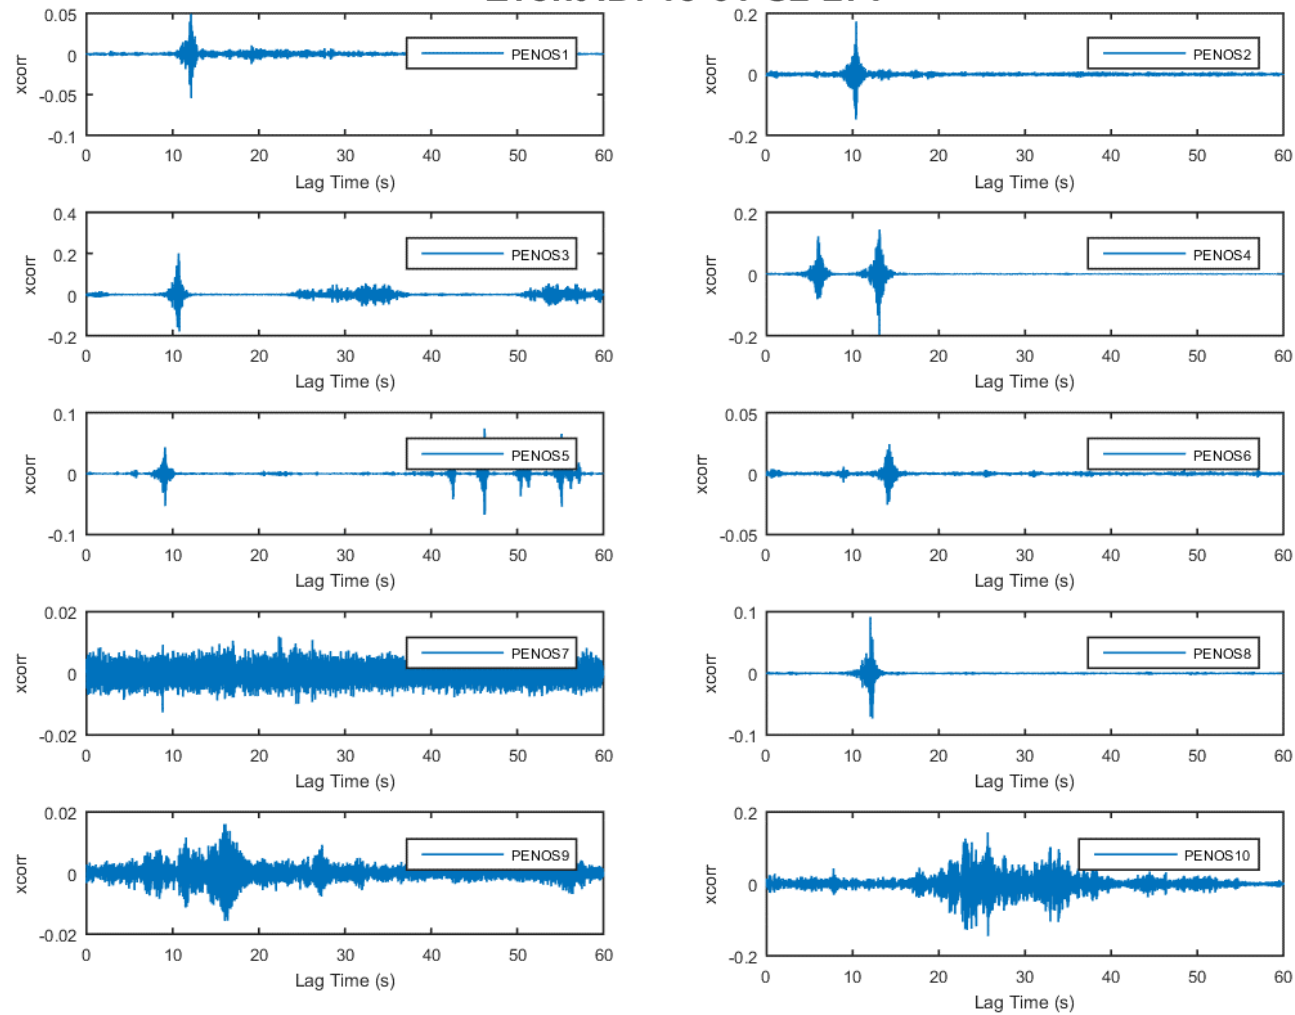 0.05
0
-0.05
-0.1
xcorr
PENOS1
0 10 20 30 40 50 60
Lag Time (s)
0.2
0
-0.2
xcorr
PENOS2
0 10 20 30 40 50 60
Lag Time (s)
0.4
0.2
0
-0.2
xcorr
PENOS3
0 10 20 30 40 50 60
Lag Time (s)
0.2
0
-0.2
xcorr
PENOS4
0 10 20 30 40 50 60
Lag Time (s)
0.1
0
-0.1
xcorr
PENOS5
0 10 20 30 40 50 60
Lag Time (s)
0.05
0
-0.05
xcorr
PENOS6
0 10 20 30 40 50 60
Lag Time (s)
0.02
0
-0.02
xcorr
PENOS7
0 10 20 30 40 50 60
Lag Time (s)
0.1
0
-0.1
xcorr
PENOS8
0 10 20 30 40 50 60
Lag Time (s)
0.02
0
-0.02
xcorr
PENOS9
0 10 20 30 40 50 60
Lag Time (s)
0.2
0
-0.2
xcorr
PENOS10
0 10 20 30 40 50 60
Lag Time (s)